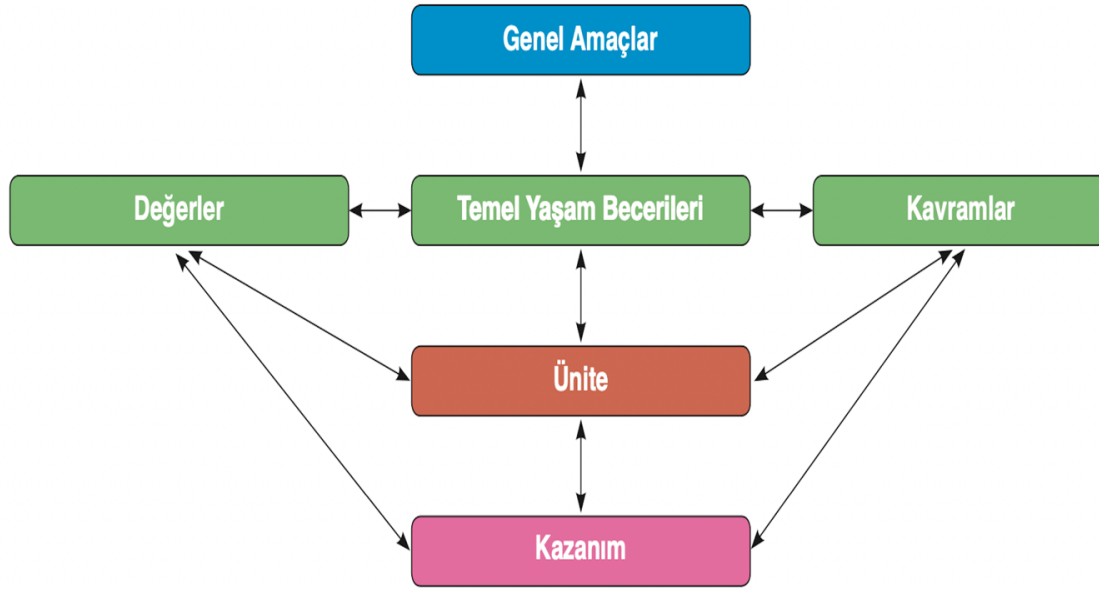 Genel Amaçlar
Değerler
Temel Yaşam Becerileri
Kavramlar
Ünite
Kazanım